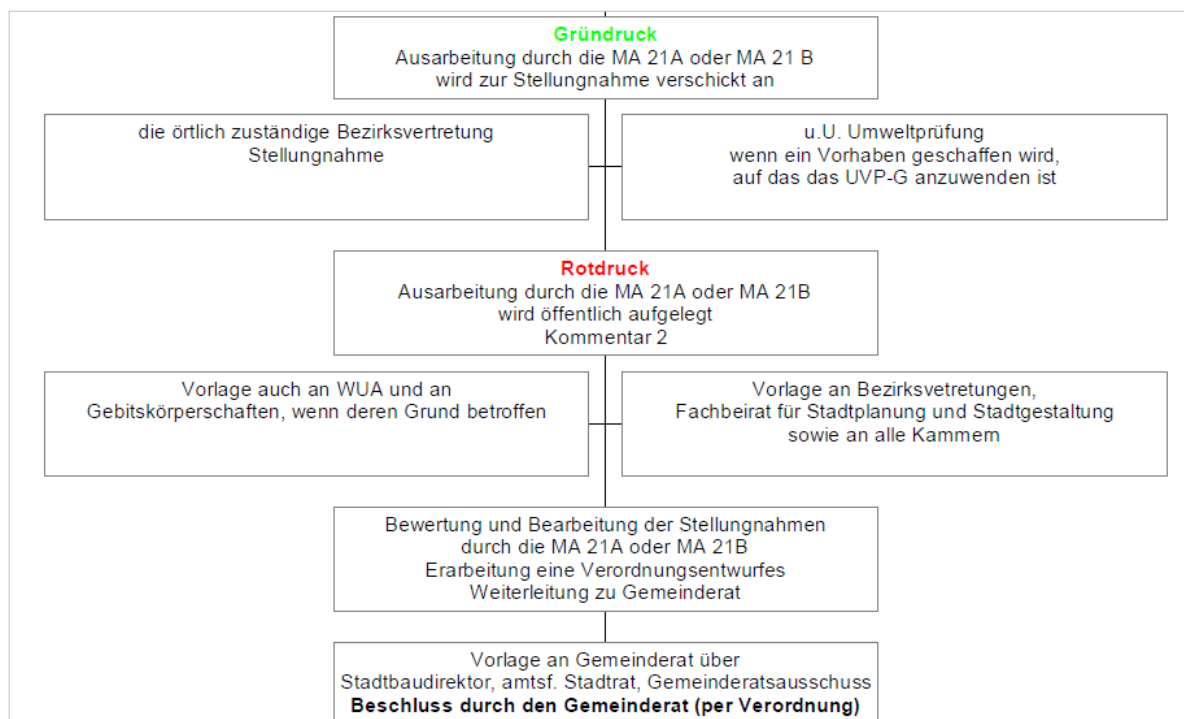 Gründruck
Ausarbeitung durch die MA 21A oder MA 21 B
wird zur Stellungnahme verschickt an
die örtlich zuständige Bezirksvertretung
Stellungnahme
u.U. Umweltprüfung
wenn ein Vorhaben geschaffen wird,
auf das das UVP-G anzuwenden ist
Rotdruck
Ausarbeitung durch die MA 21A oder MA 21B
wird öffentlich aufgelegt
Kommentar 2
Vorlage auch an WUA und an
Gebitskörperschaften, wenn deren Grund betroffen
Vorlage an Bezirksvetretungen,
Fachbeirat für Stadtplanung und Stadtgestaltung
sowie an alle Kammern
Bewertung und Bearbeitung der Stellungnahmen
durch die MA 21A oder MA 21B
Erarbeitung eine Verordnungsentwurfes
Weiterleitung zu Gemeinderat
Vorlage an Gemeinderat über
Stadtbaudirektor, amtsf. Stadtrat, Gemeinderatsausschuss
Beschluss durch den Gemeinderat (per Verordnung)